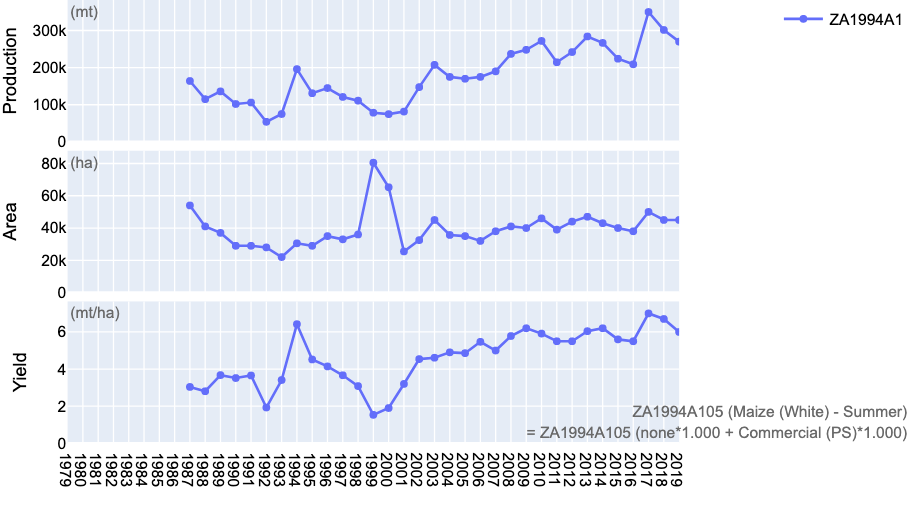 (mt)
ZA1994A1
Production
300k
200k
100k
0
(ha)
Area
80k
60k
40k
20k
0
(mt/ha)
Yield
6
4
2
0
ZA1994A105 (Maize (White) - Summer)
= ZA1994A105 (none*1.000 + Commercial (PS)*1.000)
1979
1980
1981
1982
1983
1984
1985
1986
1987
1988
1989
1990
1991
1992
1993
1994
1995
1996
1997
1998
1999
2000
2001
2002
2003
2004
2005
2006
2007
2008
2009
2010
2011
2012
2013
2014
2015
2016
2017
2018
2019